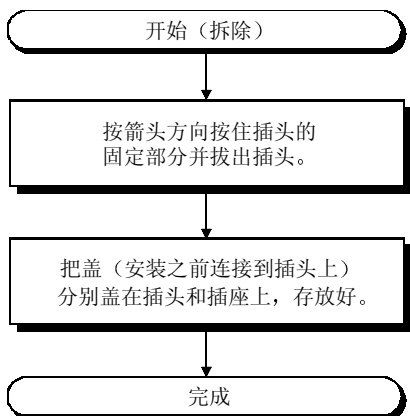 开始（拆除）
按箭头方向按住插头的
固定部分并拔出插头。
把盖（安装之前连接到插头上）
分别盖在插头和插座上，存放好。
完成